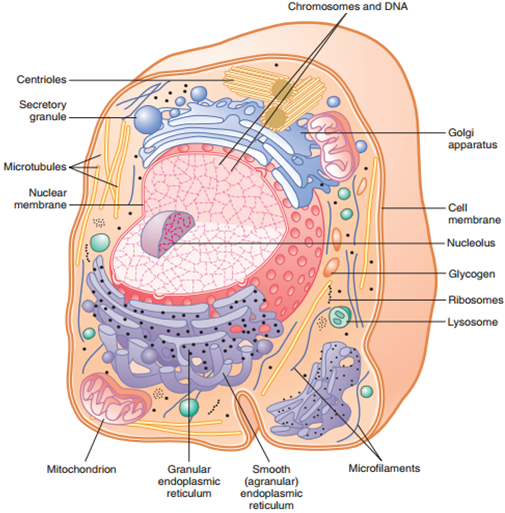 Chromosomes and DNA
Centrioles
Secretory
granule
Microtubules
Nuclear
membrane
Golgi
apparatus
Cell
membrane
Nucleolus
Glycogen
Ribosomes
Lysosome
Mitochondrion
Granular
endoplasmic
reticulum
Smooth
(agranular)
endoplasmic
reticulum
Microfilaments